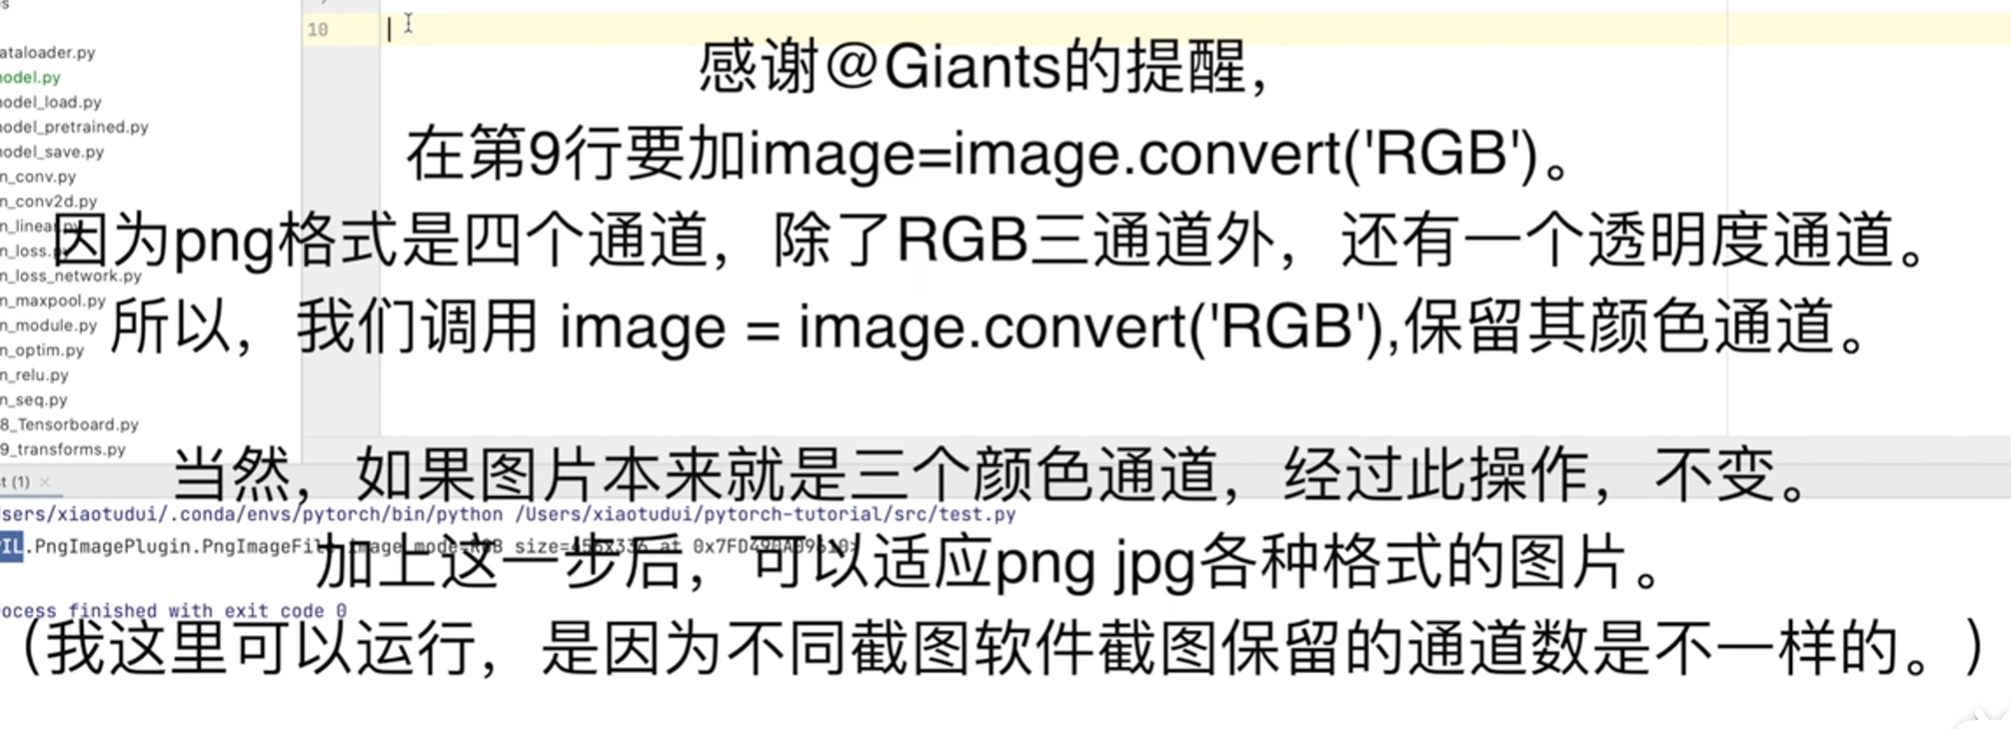 10
ataloader.py
感谢@Giants的提醒，
odel.py
odel_load.py
odel_pretrained.py
在第9行要加image=image.convert('RGB')。
odel_save.py
n_conv.py
n_conv2d.py
因为png格式是四个通道，除了RGB三通道外，还有一个透明度通道。
n_loss_network.py
n_maxpool.py
n_module.py
所以，我们调用 image = image.convert('RGB'),保留其颜色通道。
n_optim.py
n_relu.py
n_seq.py
8_Tensorboard.py
9_transforms.py
当然，如果图片本来就是三个颜色通道，经过此操作，不变。
t (1) ×
sers/xiaotudui/.conda/envs/pytorch/bin/python /Users/xiaotudui/pytorch-tutorial/src/test.py
IL.PngImagePlugin.PngImageFile image mode=RGB
加上这一步后，可以适应png jpg各种格式的图片。
ocess finished with exit code 0
（我这里可以运行，是因为不同截图软件截图保留的通道数是不一样的。）